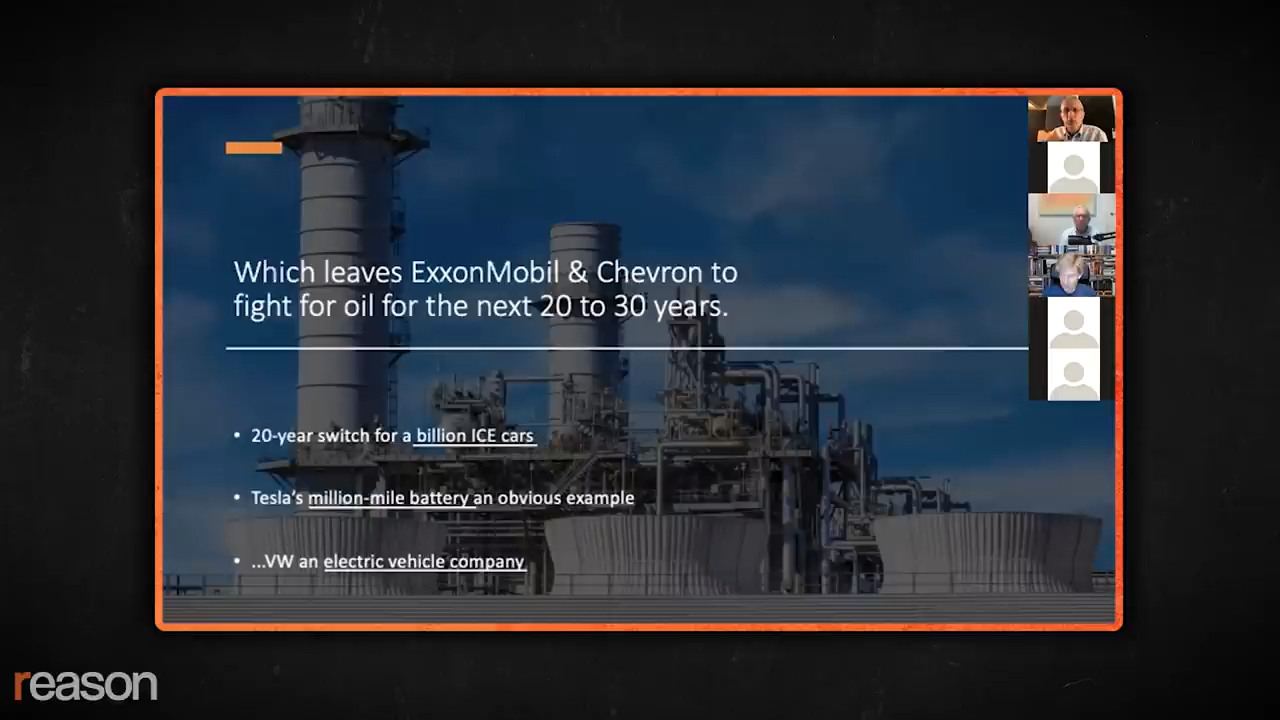 Which leaves ExxonMobil & Chevron to
fight for oil for the next 20 to 30 years.
• 20-year switch for a billion ICE cars
• Tesla's million-mile battery an obvious example
• ...VW an electric vehicle company
reason